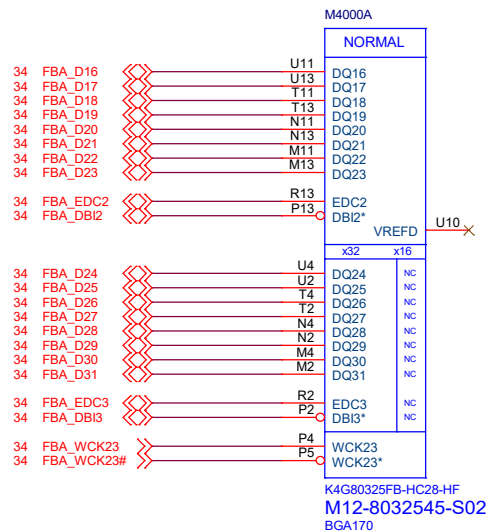 M4000A
NORMAL
34 FBA_D16 U11 DQ16
34 FBA_D17 U13 DQ17
34 FBA_D18 T11 DQ18
34 FBA_D19 T13 DQ19
34 FBA_D20 N11 DQ20
34 FBA_D21 N13 DQ21
34 FBA_D22 M11 DQ22
34 FBA_D23 M13 DQ23
34 FBA_EDC2 R13 EDC2
34 FBA_DBI2 P13 DBI2*
VREFD U10
x32 x16
34 FBA_D24 U4 DQ24 NC
34 FBA_D25 U2 DQ25 NC
34 FBA_D26 T4 DQ26 NC
34 FBA_D27 T2 DQ27 NC
34 FBA_D28 N4 DQ28 NC
34 FBA_D29 N2 DQ29 NC
34 FBA_D30 M4 DQ30 NC
34 FBA_D31 M2 DQ31 NC
34 FBA_EDC3 R2 EDC3 NC
34 FBA_DBI3 P2 DBI3* NC
34 FBA_WCK23 P4 WCK23
34 FBA_WCK23# P5 WCK23*
K4G80325FB-HC28-HF
M12-8032545-S02
BGA170